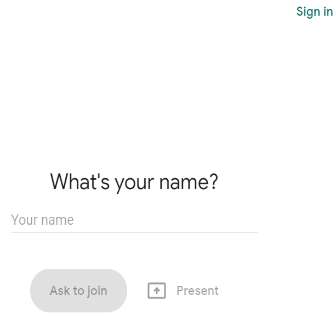 Sign in
What's your name?
Your name
Ask to join
Present